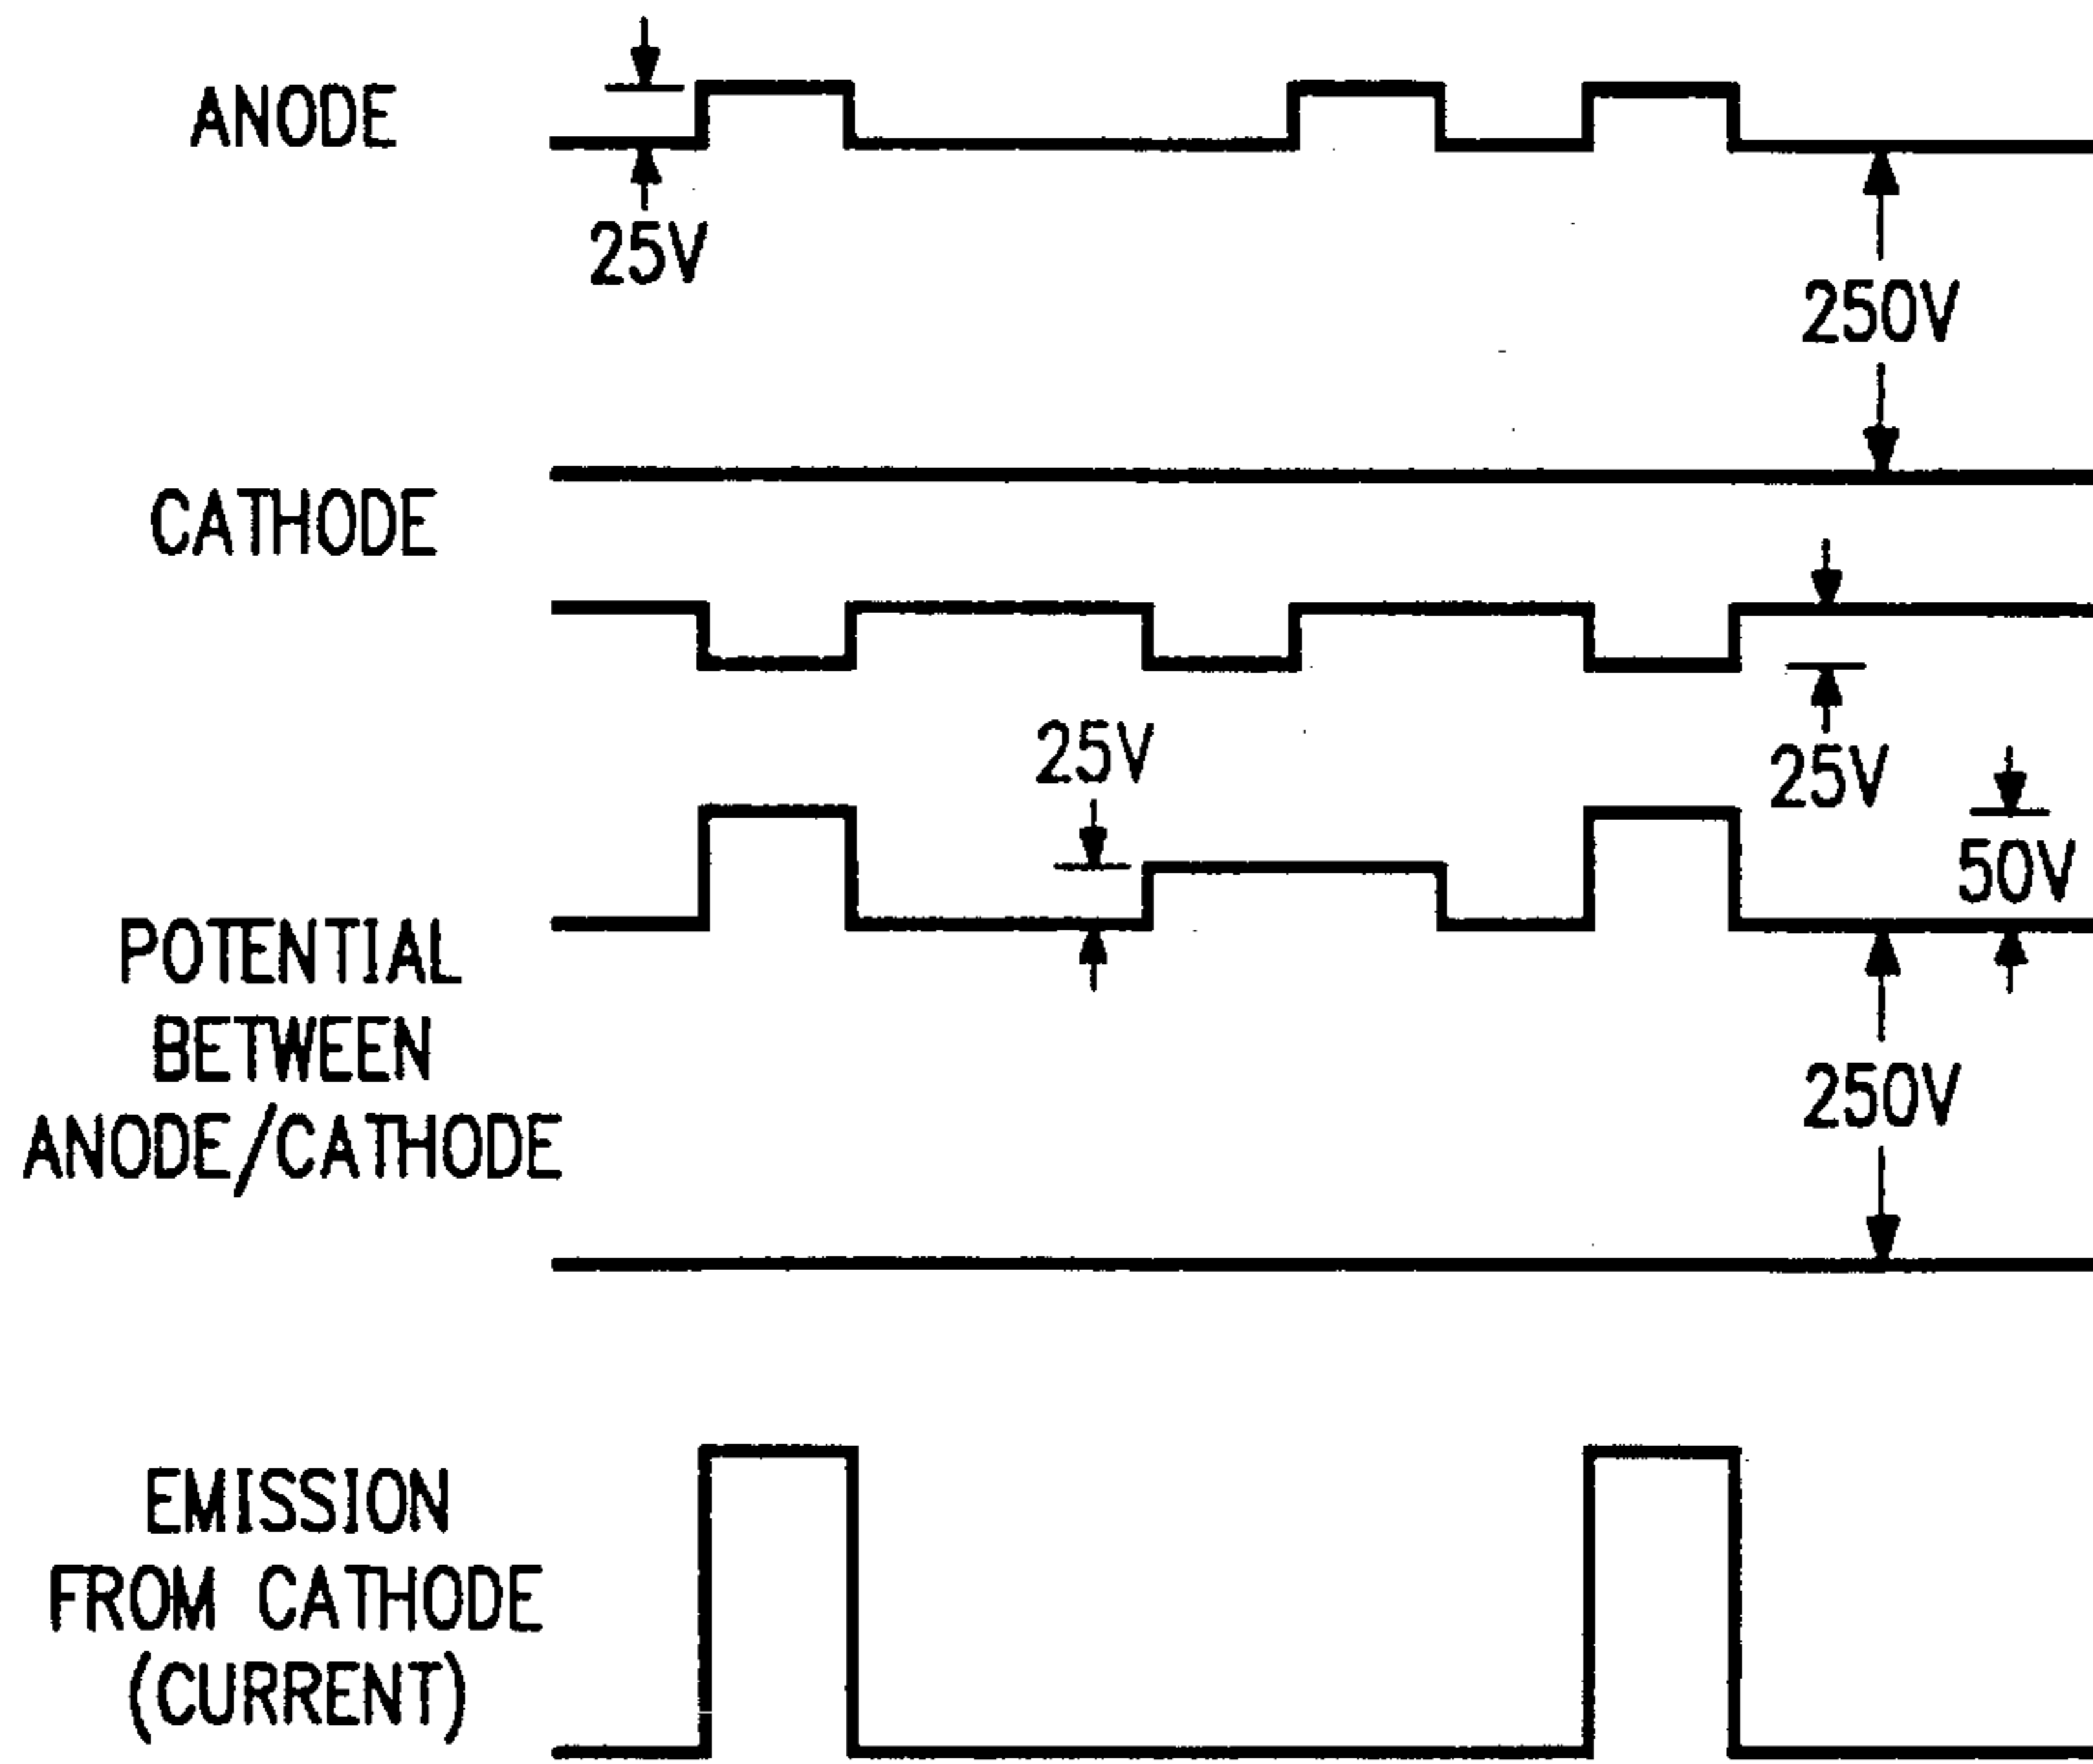 ANODE
25V
250V
CATHODE
25V
25V
50V
POTENTIAL
BETWEEN
ANODE/CATHODE
250V
EMISSION
FROM CATHODE
(CURRENT)